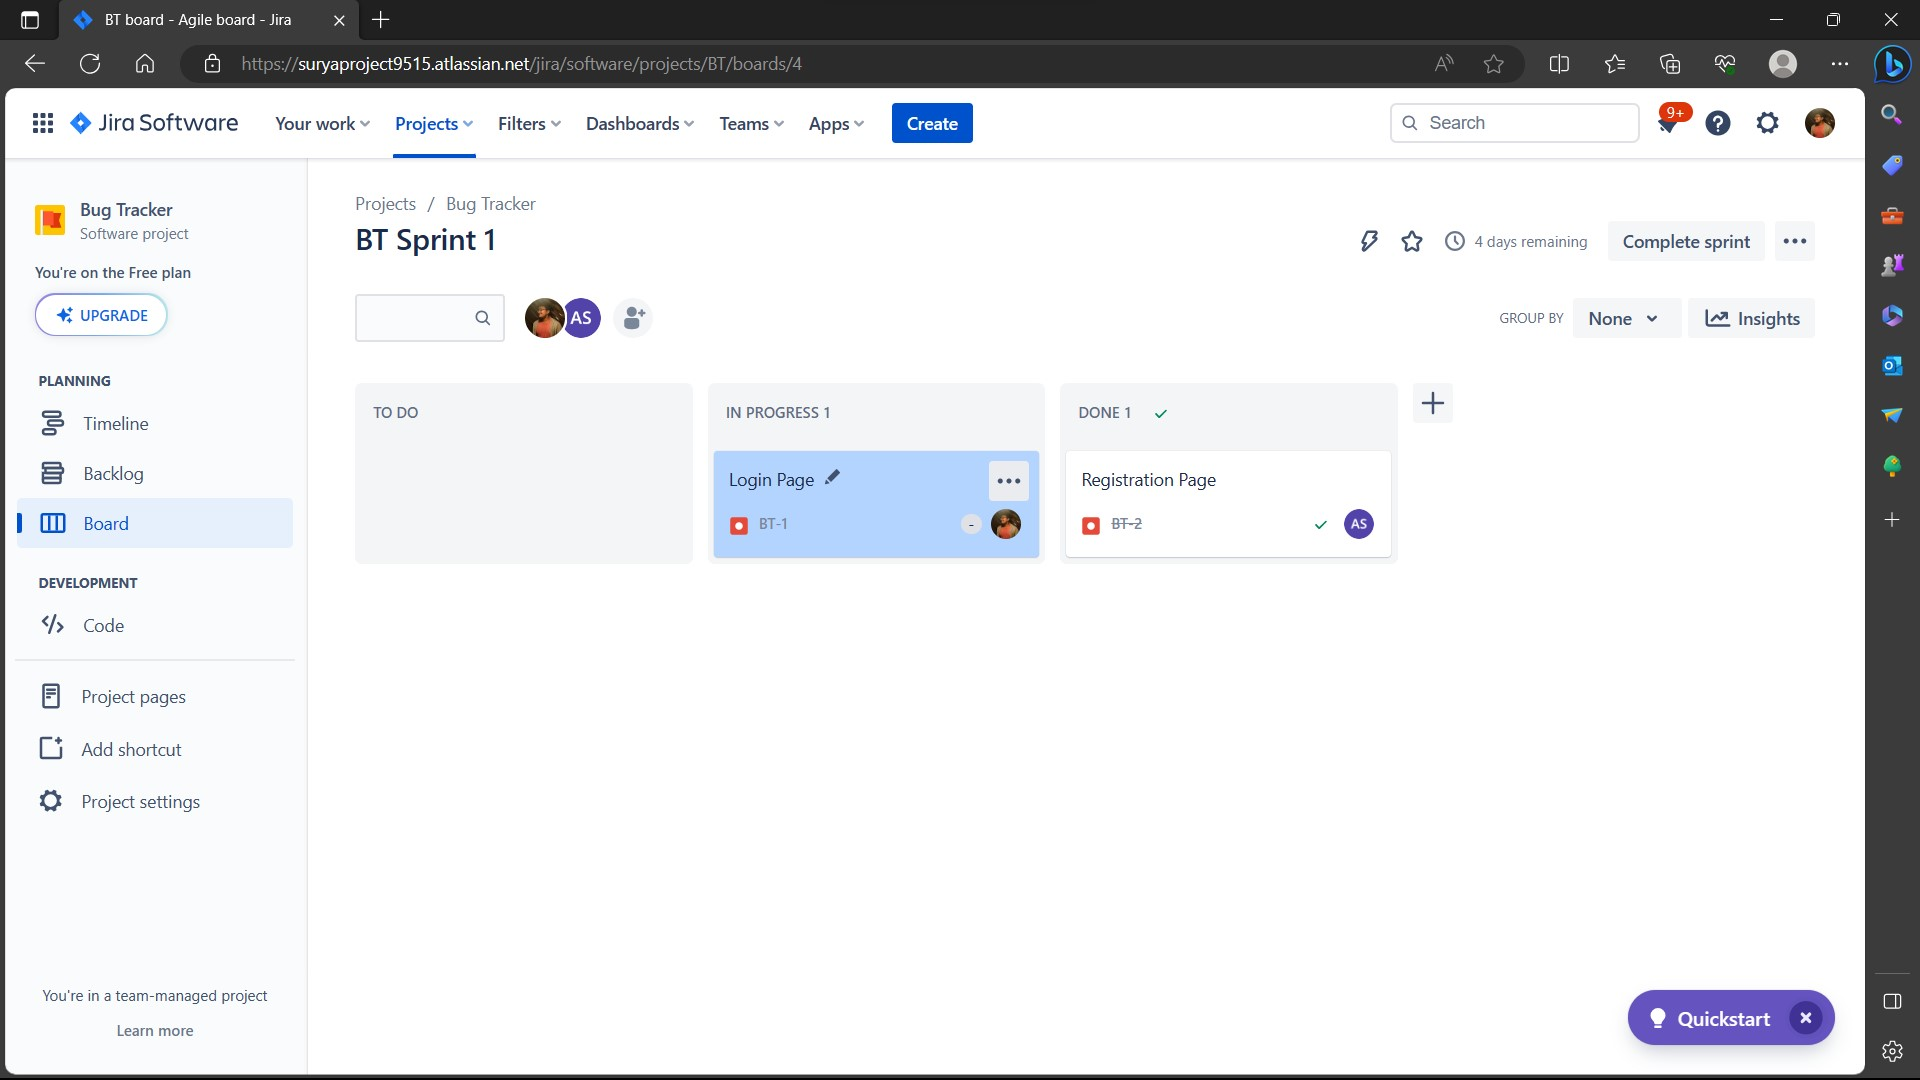 BT board - Agile board - Jira
https://suryaproject9515.atlassian.net/jira/software/projects/BT/boards/4
Jira Software
Your work
Projects
Filters
Dashboards
Teams
Apps
Create
Search
9+
Bug Tracker
Software project
You're on the Free plan
UPGRADE
PLANNING
Timeline
Backlog
Board
DEVELOPMENT
Code
Project pages
Add shortcut
Project settings
You're in a team-managed project
Learn more
Projects / Bug Tracker
BT Sprint 1
4 days remaining
Complete sprint
AS
GROUP BY
None
Insights
TO DO
IN PROGRESS 1
Login Page
BT-1
-
DONE 1
Registration Page
BT-2
AS
Quickstart